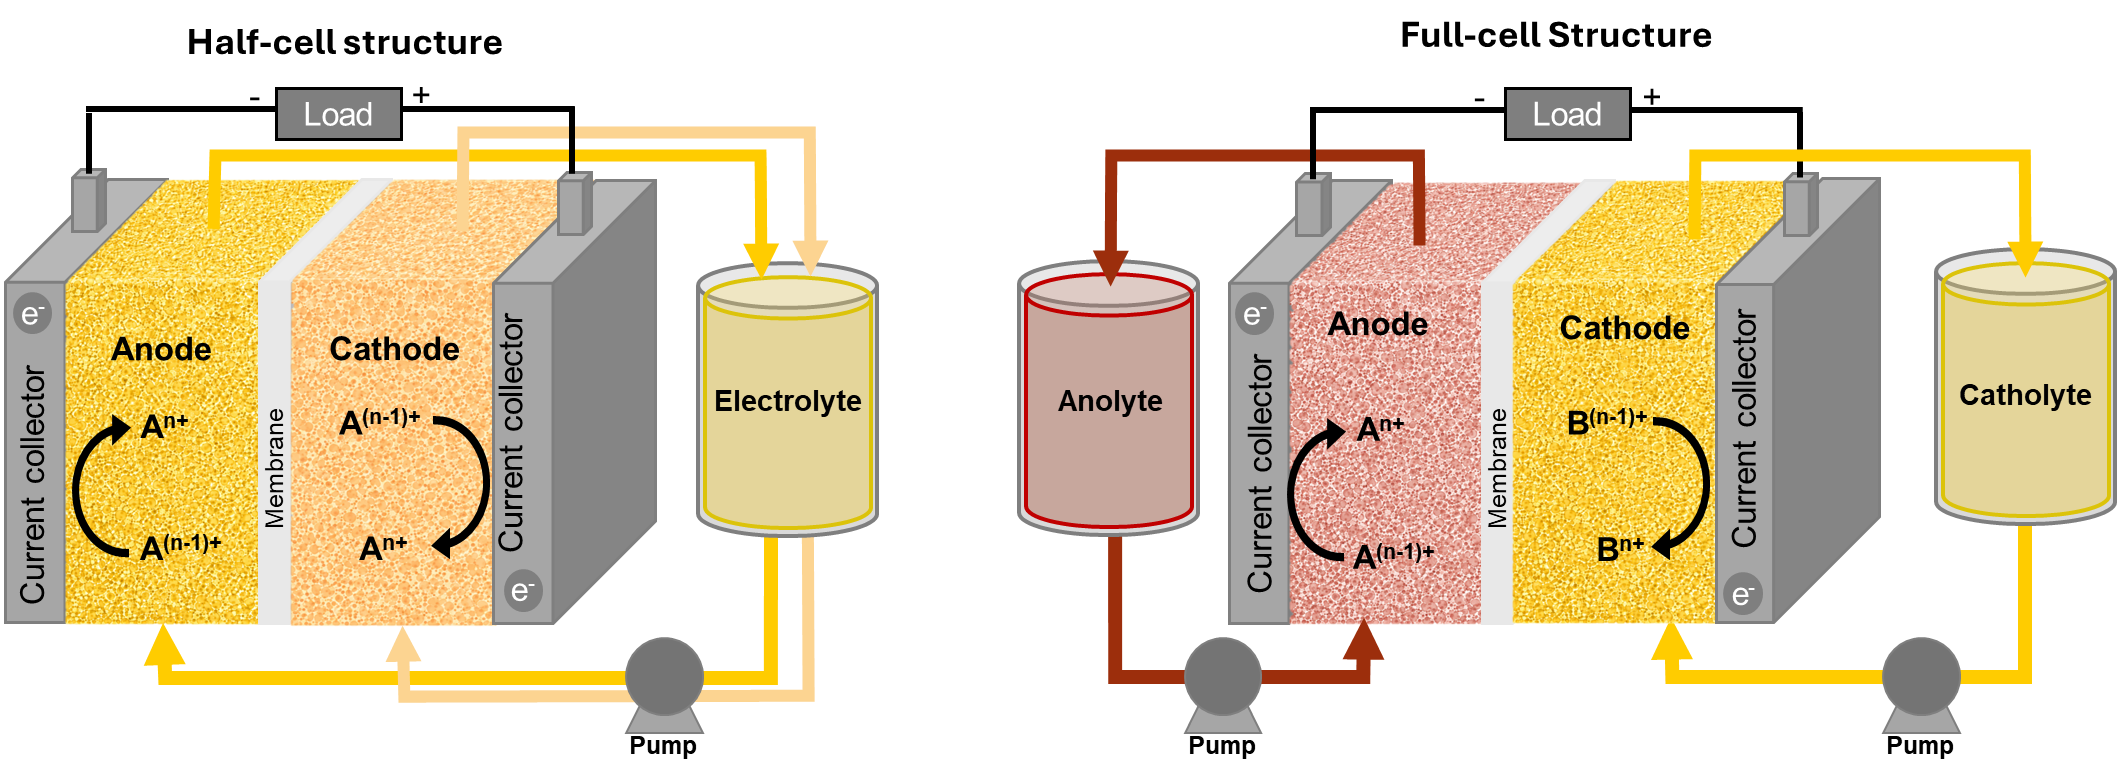 Half-cell structure
- Load +
e-
Current collector
Anode
Aⁿ⁺
A⁽ⁿ⁻¹⁾⁺
Membrane
Cathode
A⁽ⁿ⁻¹⁾⁺
Aⁿ⁺
Current collector
e-
Electrolyte
Pump
Full-cell Structure
- Load +
Anolyte
Pump
e-
Current collector
Anode
Aⁿ⁺
A⁽ⁿ⁻¹⁾⁺
Membrane
Cathode
B⁽ⁿ⁻¹⁾⁺
Bⁿ⁺
Current collector
e-
Catholyte
Pump